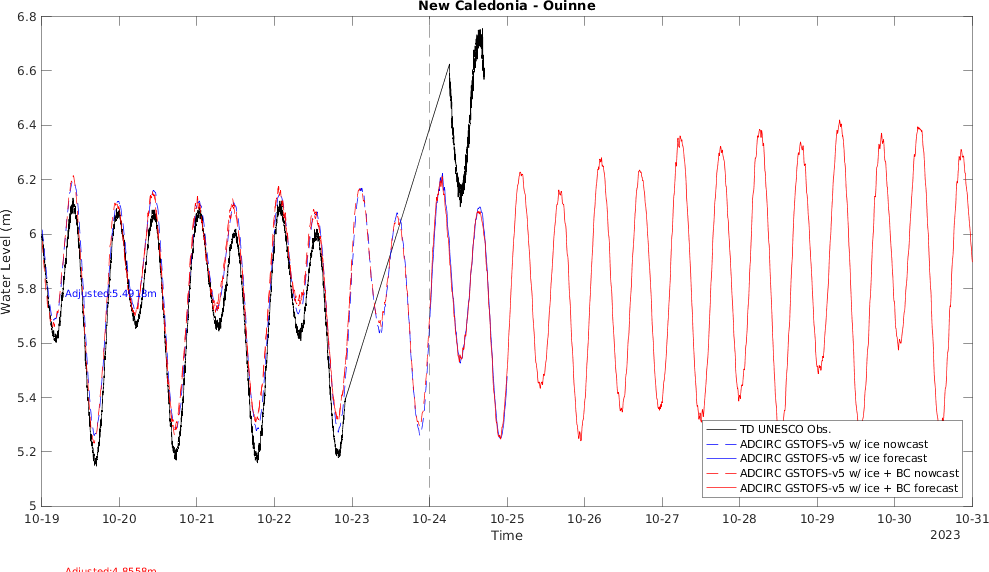 New Caledonia - Ouinne
6.8
6.6
6.4
6.2
6
5.8
5.6
5.4
5.2
5
Water Level (m)
Adjusted:5.4918m
TD UNESCO Obs.
ADCIRC GSTOFS-v5 w/ ice nowcast
ADCIRC GSTOFS-v5 w/ ice forecast
ADCIRC GSTOFS-v5 w/ ice + BC nowcast
ADCIRC GSTOFS-v5 w/ ice + BC forecast
10-19 10-20 10-21 10-22 10-23 10-24 10-25 10-26 10-27 10-28 10-29 10-30 10-31
Time
2023
Adjusted:4.8558m